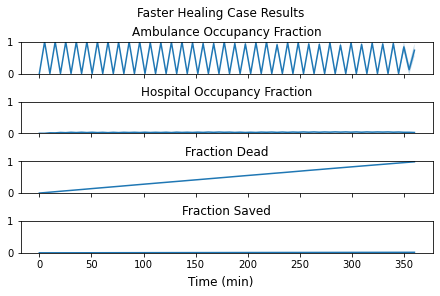 Faster Healing Case Results
Ambulance Occupancy Fraction
1
0
Hospital Occupancy Fraction
1
0
Fraction Dead
1
0
Fraction Saved
1
0
0 50 100 150 200 250 300 350
Time (min)